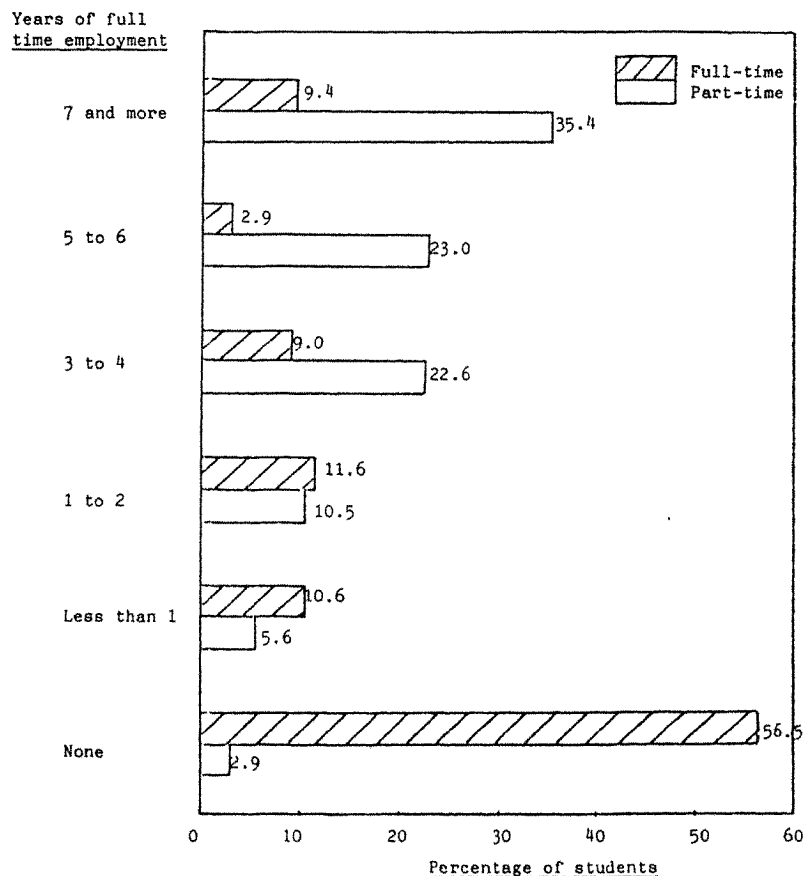 Years of full
time employment
Full-time
Part-time
7 and more
9.4
35.4
5 to 6
2.9
23.0
3 to 4
9.0
22.6
1 to 2
11.6
10.5
Less than 1
10.6
5.6
None
56.5
2.9
0 10 20 30 40 50 60
Percentage of students